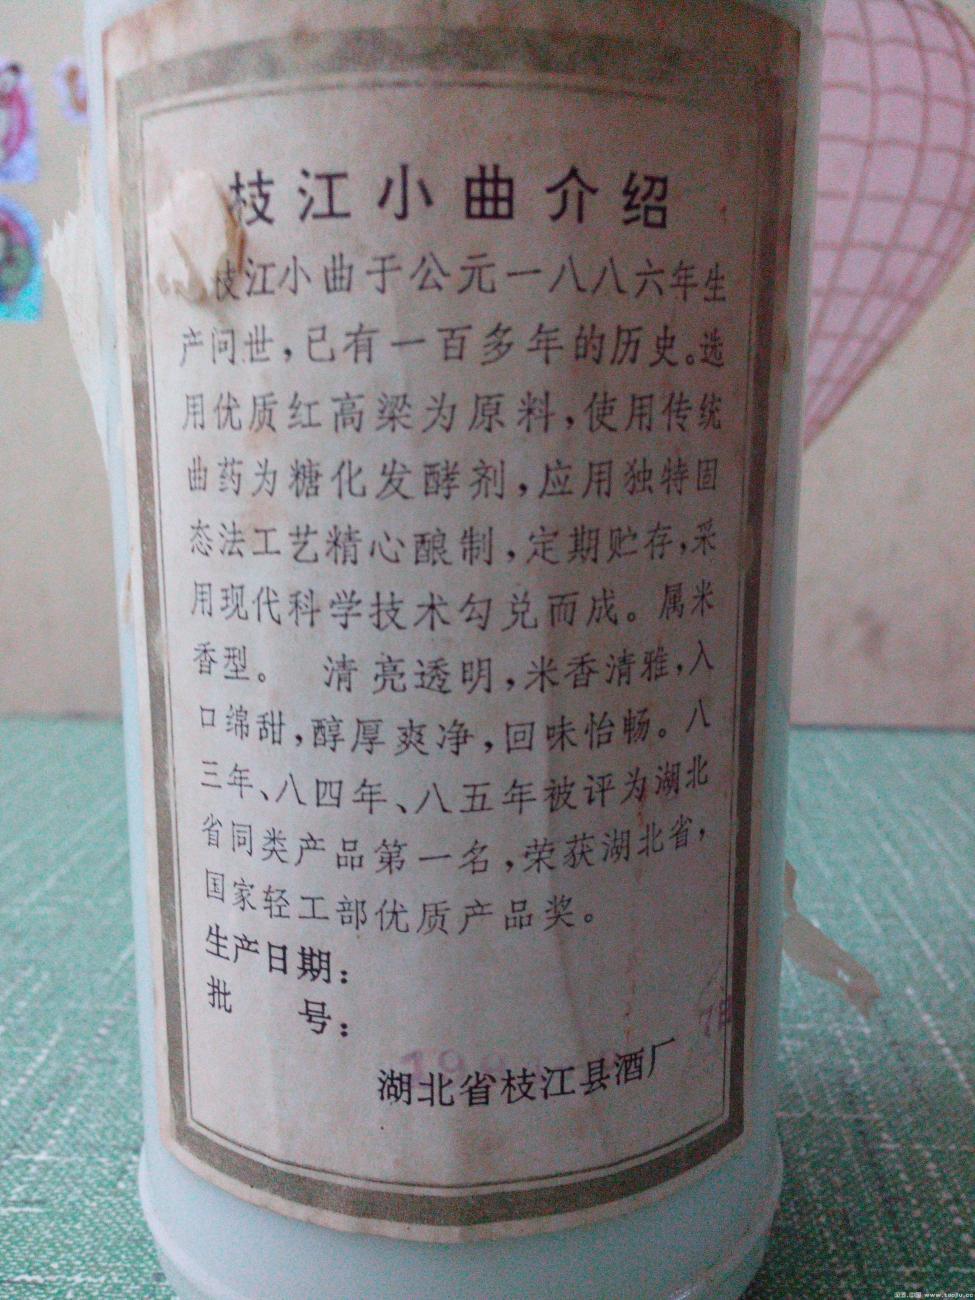 枝江小曲介绍
枝江小曲于公元一八八六年生
产问世，已有一百多年的历史。选
用优质红高梁为原料，使用传统
曲药为糖化发酵剂，应用独特固
态法工艺精心酿制，定期贮存，采
用现代科学技术勾兑而成。属米
香型。 清亮透明，米香清雅，入
口绵甜，醇厚爽净，回味怡畅。八
三年、八四年、八五年被评为湖北
省同类产品第一名，荣获湖北省，
国家轻工部优质产品奖。
生产日期：
批 号：
湖北省枝江县酒厂
www.taojiu.cc